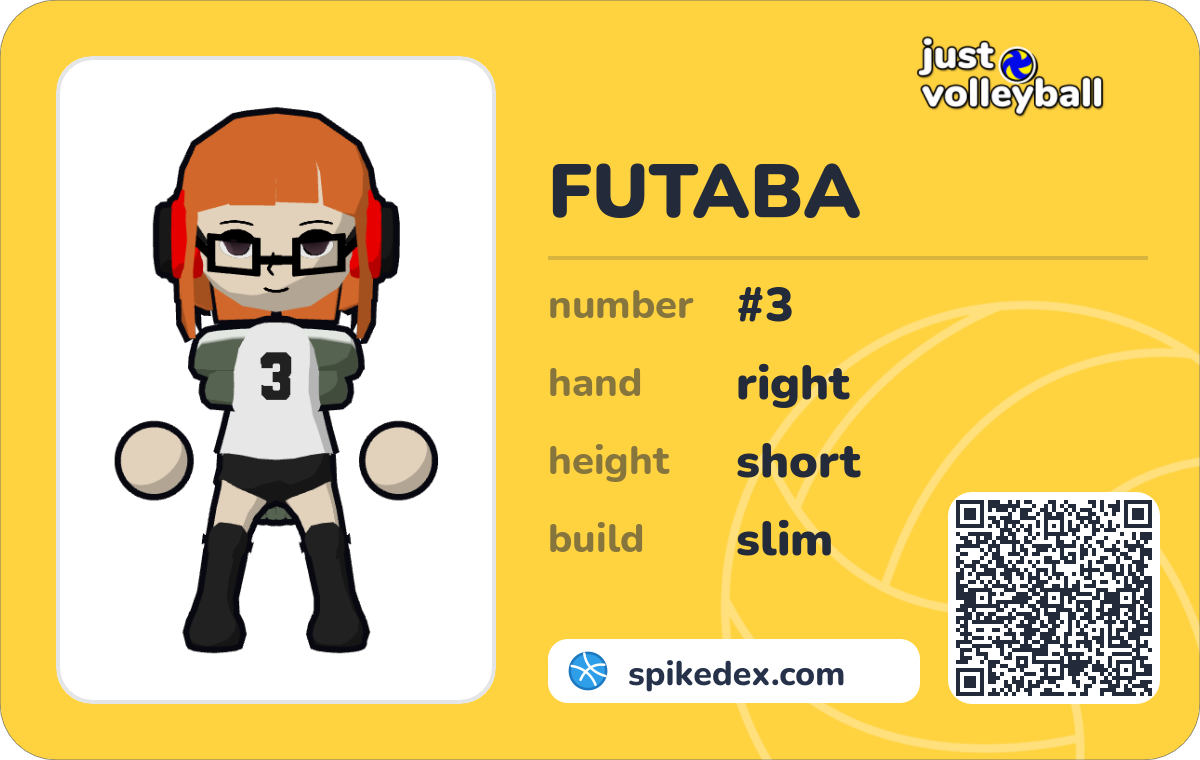 just
volleyball
FUTABA
number #3
hand right
height short
build slim
3
spikedex.com